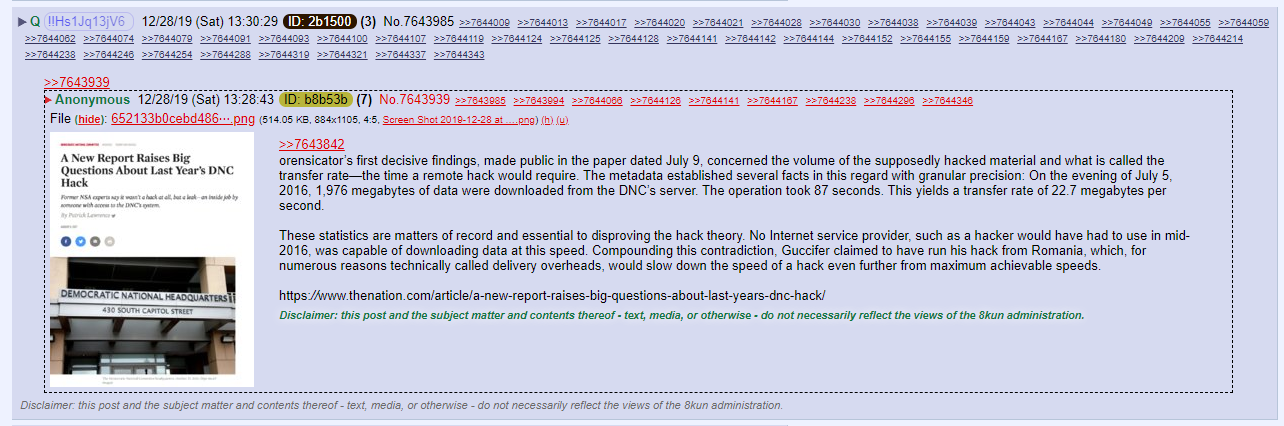 ▶ Q !!Hs1Jq13jV6 12/28/19 (Sat) 13:30:29 ID: 2b1500 (3) No.7643985 >>7644009 >>7644013 >>7644017 >>7644020 >>7644021 >>7644028 >>7644030 >>7644038 >>7644039 >>7644043 >>7644044 >>7644049 >>7644055 >>7644059
>>7644062 >>7644074 >>7644079 >>7644091 >>7644093 >>7644100 >>7644107 >>7644119 >>7644124 >>7644125 >>7644128 >>7644141 >>7644142 >>7644144 >>7644152 >>7644155 >>7644159 >>7644167 >>7644180 >>7644209 >>7644214
>>7644238 >>7644246 >>7644254 >>7644288 >>7644319 >>7644321 >>7644337 >>7644343
>>7643939
▶ Anonymous 12/28/19 (Sat) 13:28:43 ID: b8b53b (7) No.7643939 >>7643985 >>7643994 >>7644066 >>7644126 >>7644141 >>7644167 >>7644238 >>7644296 >>7644346
File (hide): 652133b0cebd486⋯.png (514.05 KB, 884x1105, 4:5, Screen Shot 2019-12-28 at ….png) (h) (u)
A New Report Raises Big
Questions About Last Year's DNC
Hack
Former NSA experts say it wasn't a hack at all, but a leak—an inside job by
someone with access to the DNC's system.
By Patrick Lawrence
DEMOCRATIC NATIONAL HEADQUARTERS
430 SOUTH CAPITOL STREET
>>7643842
orensicator's first decisive findings, made public in the paper dated July 9, concerned the volume of the supposedly hacked material and what is called the
transfer rate—the time a remote hack would require. The metadata established several facts in this regard with granular precision: On the evening of July 5,
2016, 1,976 megabytes of data were downloaded from the DNC's server. The operation took 87 seconds. This yields a transfer rate of 22.7 megabytes per
second.
These statistics are matters of record and essential to disproving the hack theory. No Internet service provider, such as a hacker would have had to use in mid-
2016, was capable of downloading data at this speed. Compounding this contradiction, Guccifer claimed to have run his hack from Romania, which, for
numerous reasons technically called delivery overheads, would slow down the speed of a hack even further from maximum achievable speeds.
https://www.thenation.com/article/a-new-report-raises-big-questions-about-last-years-dnc-hack/
Disclaimer: this post and the subject matter and contents thereof - text, media, or otherwise - do not necessarily reflect the views of the 8kun administration.
Disclaimer: this post and the subject matter and contents thereof - text, media, or otherwise - do not necessarily reflect the views of the 8kun administration.